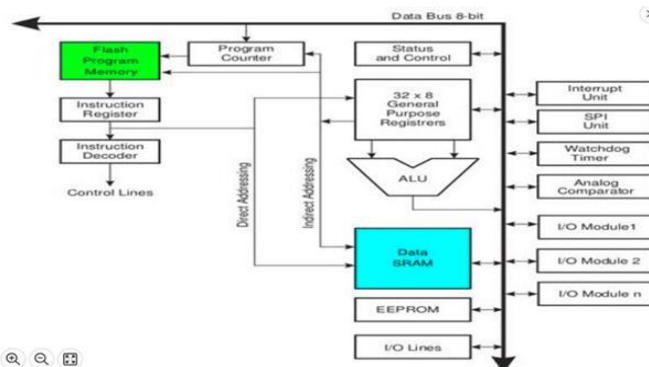 Data Bus 8-bit
Flash
Program
Memory
Program
Counter
Status
and Control
Instruction
Register
32 x 8
General
Purpose
Registrers
Interrupt
Unit
SPI
Unit
Instruction
Decoder
Watchdog
Timer
Control Lines
Direct Addressing
Indirect Addressing
ALU
Analog
Comparator
I/O Module1
Data
SRAM
I/O Module 2
I/O Module n
EEPROM
I/O Lines